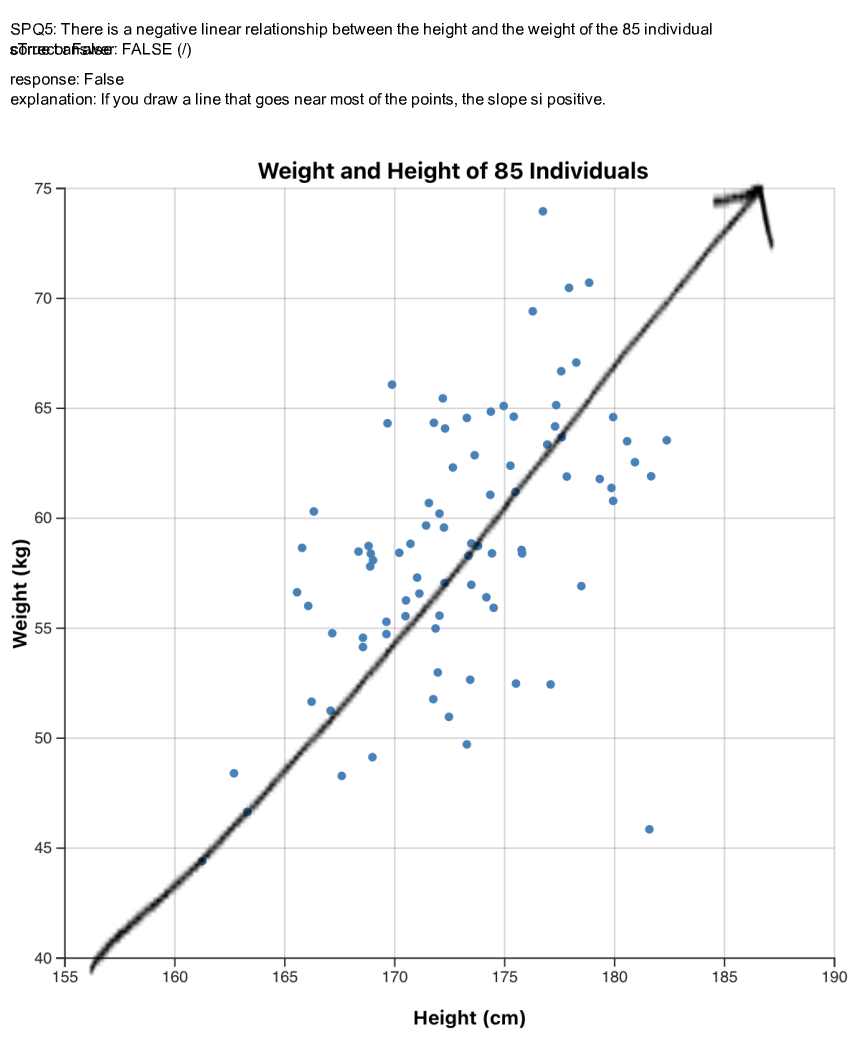 SPQ5: There is a negative linear relationship between the height and the weight of the 85 individual
FALSE (/)
response: False
explanation: If you draw a line that goes near most of the points, the slope si positive.
Weight and Height of 85 Individuals
75
70
65
60
55
50
45
40
Weight (kg)
155 160 165 170 175 180 185 190
Height (cm)